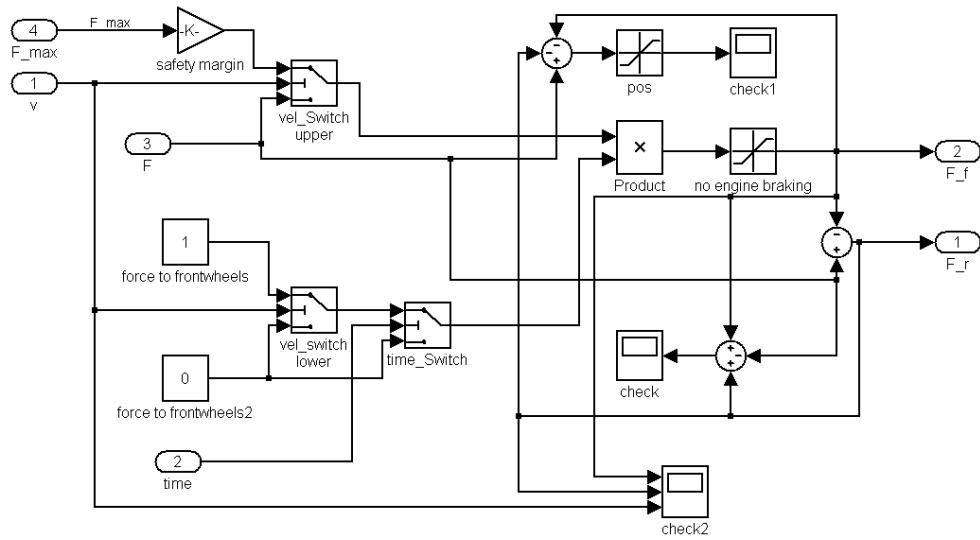 4
F_max
F_max
-K-
safety margin
1
v
vel_Switch
upper
3
F
pos
check1
×
Product
no engine braking
2
F_f
1
F_r
1
force to frontwheels
vel_switch
lower
time_Switch
0
force to frontwheels2
check
2
time
check2